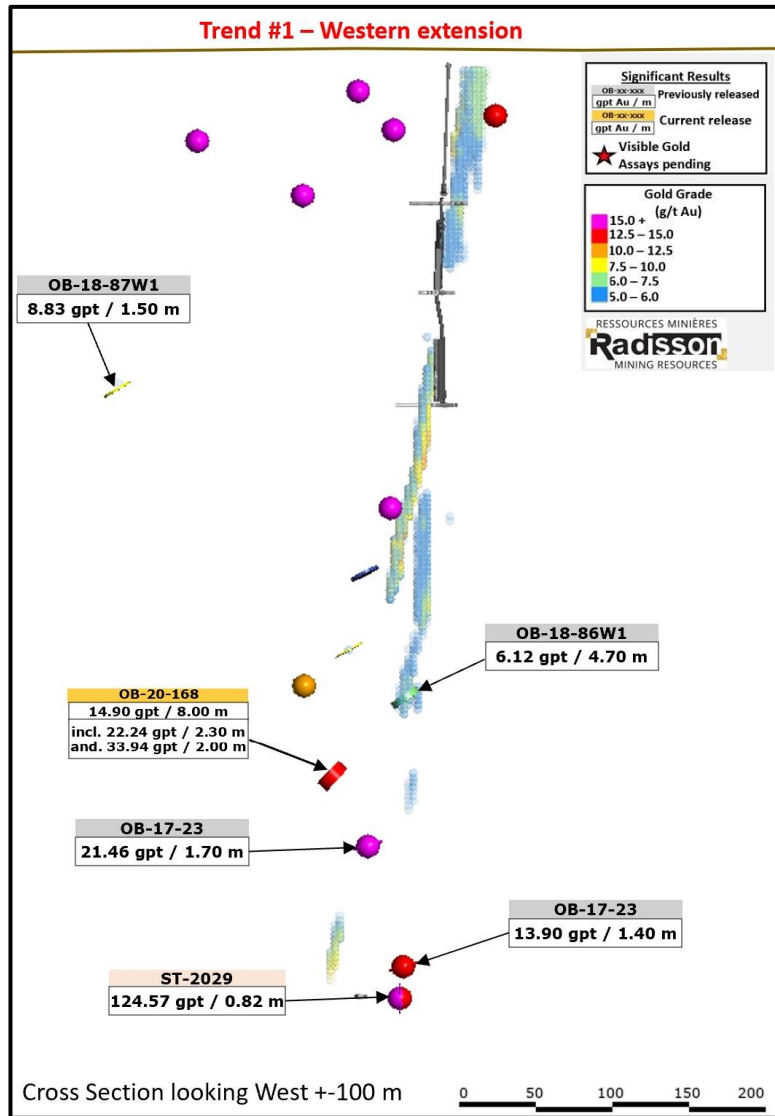 Trend #1 – Western extension
Significant Results
OB-xx-xxx
gpt Au / m
Previously released
OB-xx-xxx
gpt Au / m
Current release
Visible Gold
Assays pending
Gold Grade
(g/t Au)
15.0 +
12.5 – 15.0
10.0 – 12.5
7.5 – 10.0
6.0 – 7.5
5.0 – 6.0
RESSOURCES MINIÈRES
Radisson
MINING RESOURCES
OB-18-87W1
8.83 gpt / 1.50 m
OB-18-86W1
6.12 gpt / 4.70 m
OB-20-168
14.90 gpt / 8.00 m
incl. 22.24 gpt / 2.30 m
and. 33.94 gpt / 2.00 m
OB-17-23
21.46 gpt / 1.70 m
OB-17-23
13.90 gpt / 1.40 m
ST-2029
124.57 gpt / 0.82 m
Cross Section looking West +-100 m
0 50 100 150 200